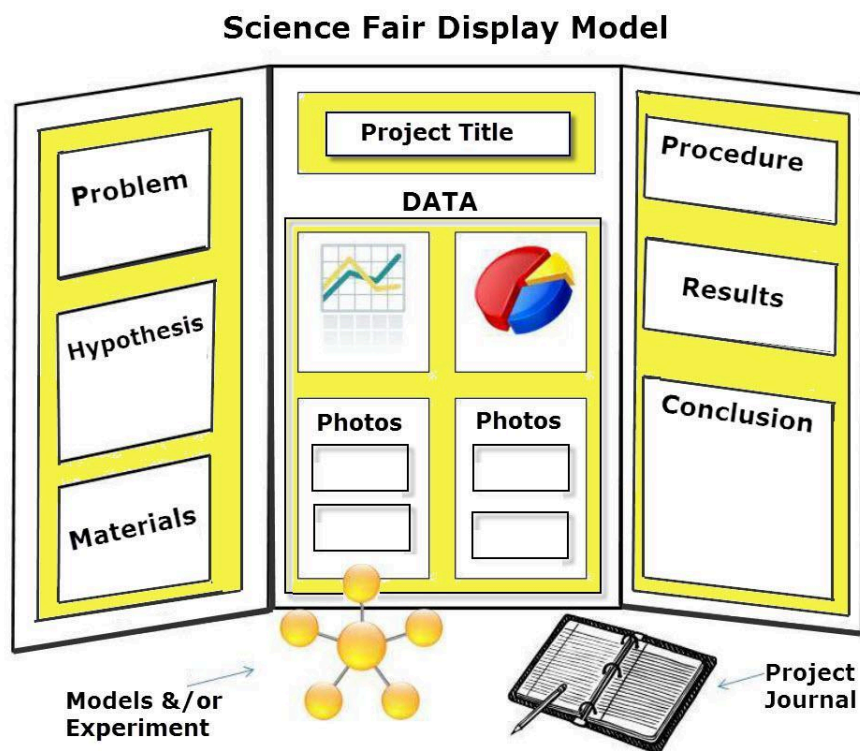 Science Fair Display Model
Problem
Hypothesis
Materials
Project Title
DATA
Photos
Photos
Procedure
Results
Conclusion
Models &/or
Experiment
Project
Journal